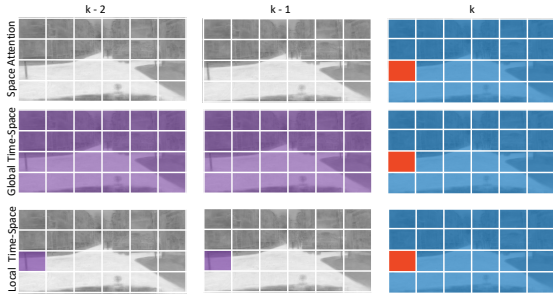 k - 2
k - 1
k
Space Attention
Global Time-Space
Local Time-Space